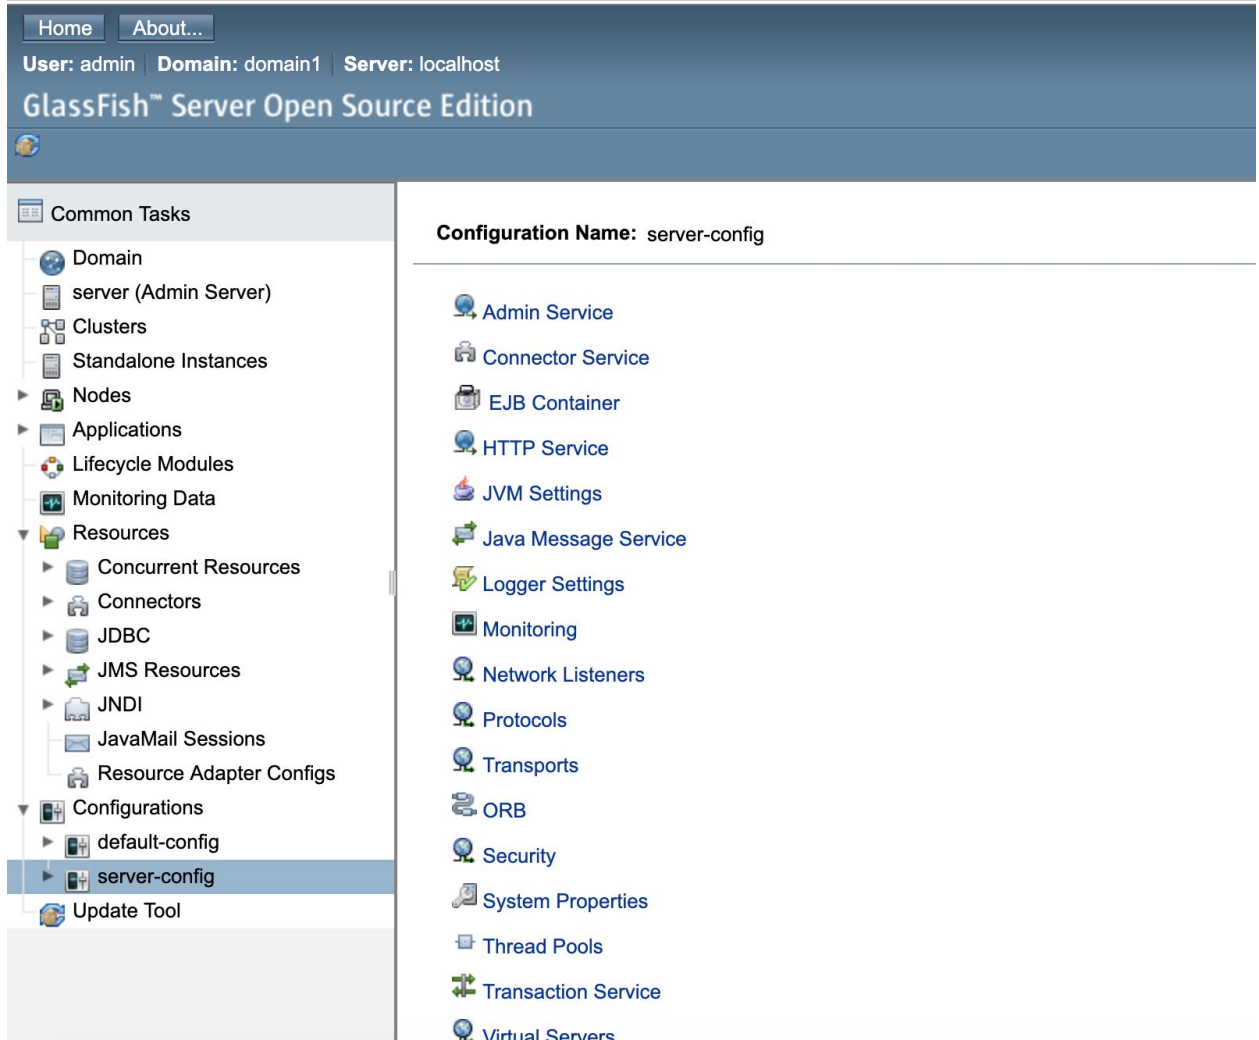 Home About...
User: admin Domain: domain1 Server: localhost
GlassFish™ Server Open Source Edition
Common Tasks
Domain
server (Admin Server)
Clusters
Standalone Instances
Nodes
Applications
Lifecycle Modules
Monitoring Data
Resources
Concurrent Resources
Connectors
JDBC
JMS Resources
JNDI
JavaMail Sessions
Resource Adapter Configs
Configurations
default-config
server-config
Update Tool
Configuration Name: server-config
Admin Service
Connector Service
EJB Container
HTTP Service
JVM Settings
Java Message Service
Logger Settings
Monitoring
Network Listeners
Protocols
Transports
ORB
Security
System Properties
Thread Pools
Transaction Service
Virtual Servers